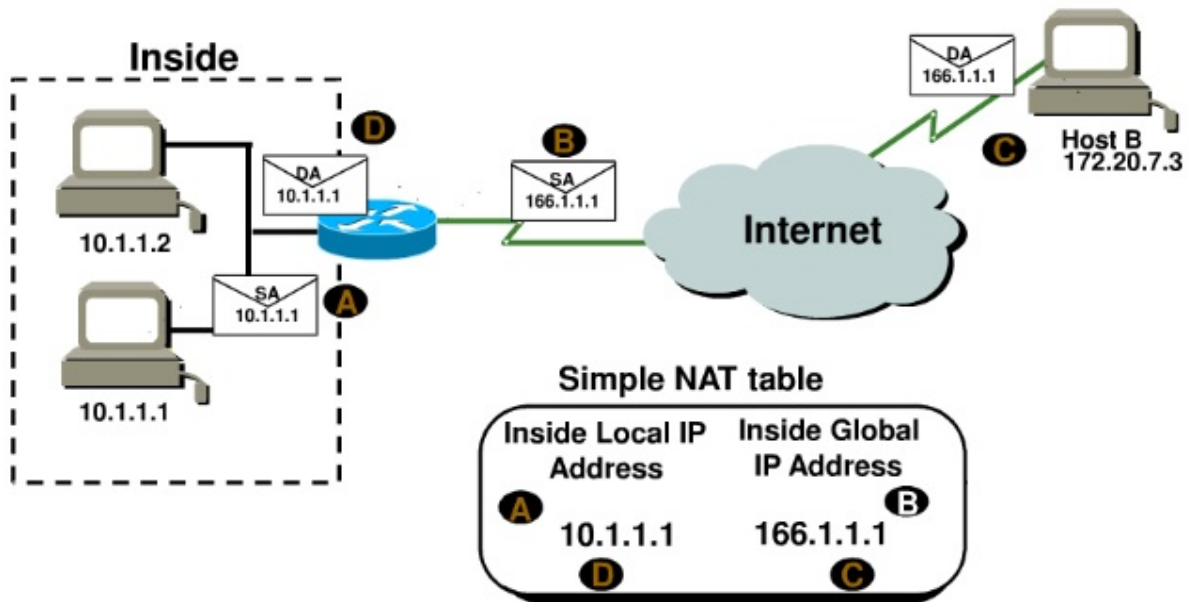 Inside
DA
10.1.1.1
D
10.1.1.2
SA
10.1.1.1
A
10.1.1.1
B
SA
166.1.1.1
Internet
DA
166.1.1.1
C
Host B
172.20.7.3
Simple NAT table
Inside Local IP
Address
Inside Global
IP Address
A
B
10.1.1.1
166.1.1.1
D
C